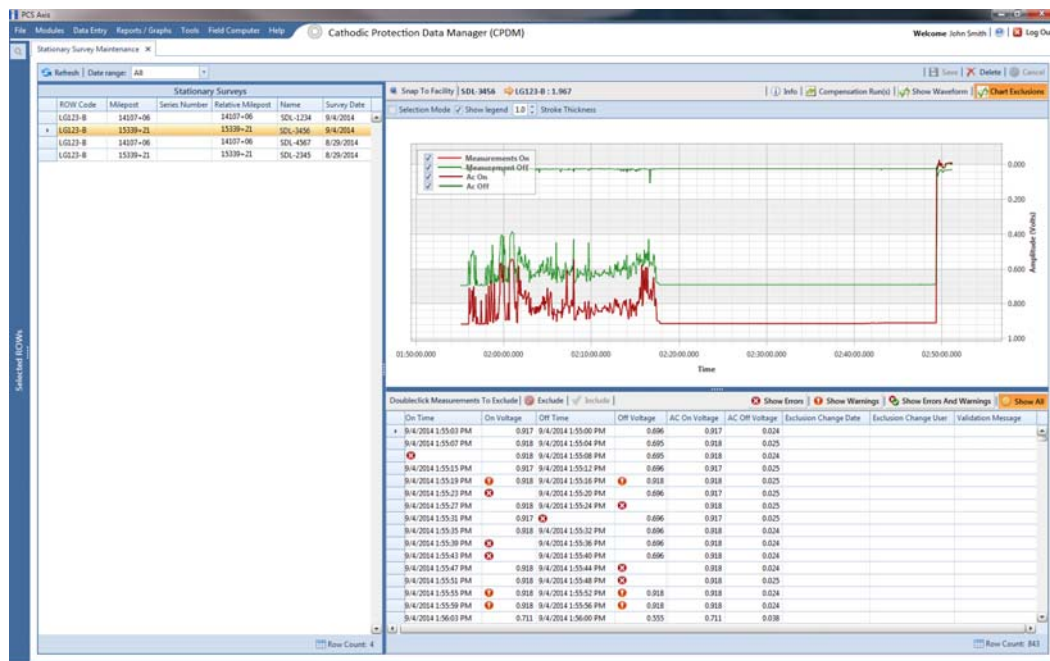 PCS Axis
File Modules Data Entry Reports / Graphs Tools Field Computer Help
Cathodic Protection Data Manager (CPDM)
Welcome John Smith Log Ou
Stationary Survey Maintenance X
Refresh Date range: All
Save Delete Cancel
Stationary Surveys
ROW Code Milepost Series Number Relative Milepost Name Survey Date
LG123-B 14107+06 14107+06 SDL-1234 9/4/2014
LG123-B 15339+21 15339+21 SDL-3456 9/4/2014
LG123-B 14107+06 14107+06 SDL-4567 8/29/2014
LG123-B 15339+21 15339+21 SDL-2345 8/29/2014
Row Count: 4
Selected ROWs
Snap To Facility SDL-3456 LG123-B : 1.967
Info Compensation Run(s) Show Waveform Chart Exclusions
Selection Mode Show legend 1.0 Stroke Thickness
Measurements On
Measurement Off
Ac On
Ac Off
0.000
0.200
0.400
0.600
0.800
1.000
Amplitude (Volts)
01:50:00.000 02:00:00.000 02:10:00.000 02:20:00.000 02:30:00.000 02:40:00.000 02:50:00.000
Time
Doubleclick Measurements To Exclude Exclude Include
Show Errors Show Warnings Show Errors And Warnings Show All
On Time On Voltage Off Time Off Voltage AC On Voltage AC Off Voltage Exclusion Change Date Exclusion Change User Validation Message
9/4/2014 1:55:03 PM 0.917 9/4/2014 1:55:00 PM 0.696 0.917 0.024
9/4/2014 1:55:07 PM 0.918 9/4/2014 1:55:04 PM 0.695 0.918 0.025
0.918 9/4/2014 1:55:08 PM 0.695 0.918 0.024
9/4/2014 1:55:15 PM 0.917 9/4/2014 1:55:12 PM 0.696 0.917 0.025
9/4/2014 1:55:19 PM 0.918 9/4/2014 1:55:16 PM 0.918 0.918 0.025
9/4/2014 1:55:23 PM 9/4/2014 1:55:20 PM 0.696 0.917 0.025
9/4/2014 1:55:27 PM 0.918 9/4/2014 1:55:24 PM 0.918 0.025
9/4/2014 1:55:31 PM 0.917 0.696 0.917 0.025
9/4/2014 1:55:35 PM 0.918 9/4/2014 1:55:32 PM 0.696 0.918 0.024
9/4/2014 1:55:39 PM 9/4/2014 1:55:36 PM 0.696 0.918 0.024
9/4/2014 1:55:43 PM 9/4/2014 1:55:40 PM 0.696 0.918 0.024
9/4/2014 1:55:47 PM 0.918 9/4/2014 1:55:44 PM 0.918 0.024
9/4/2014 1:55:51 PM 0.918 9/4/2014 1:55:48 PM 0.918 0.025
9/4/2014 1:55:55 PM 0.918 9/4/2014 1:55:52 PM 0.918 0.918 0.024
9/4/2014 1:55:59 PM 0.918 9/4/2014 1:55:56 PM 0.918 0.918 0.024
9/4/2014 1:56:03 PM 0.711 9/4/2014 1:56:00 PM 0.555 0.711 0.038
Row Count: 843